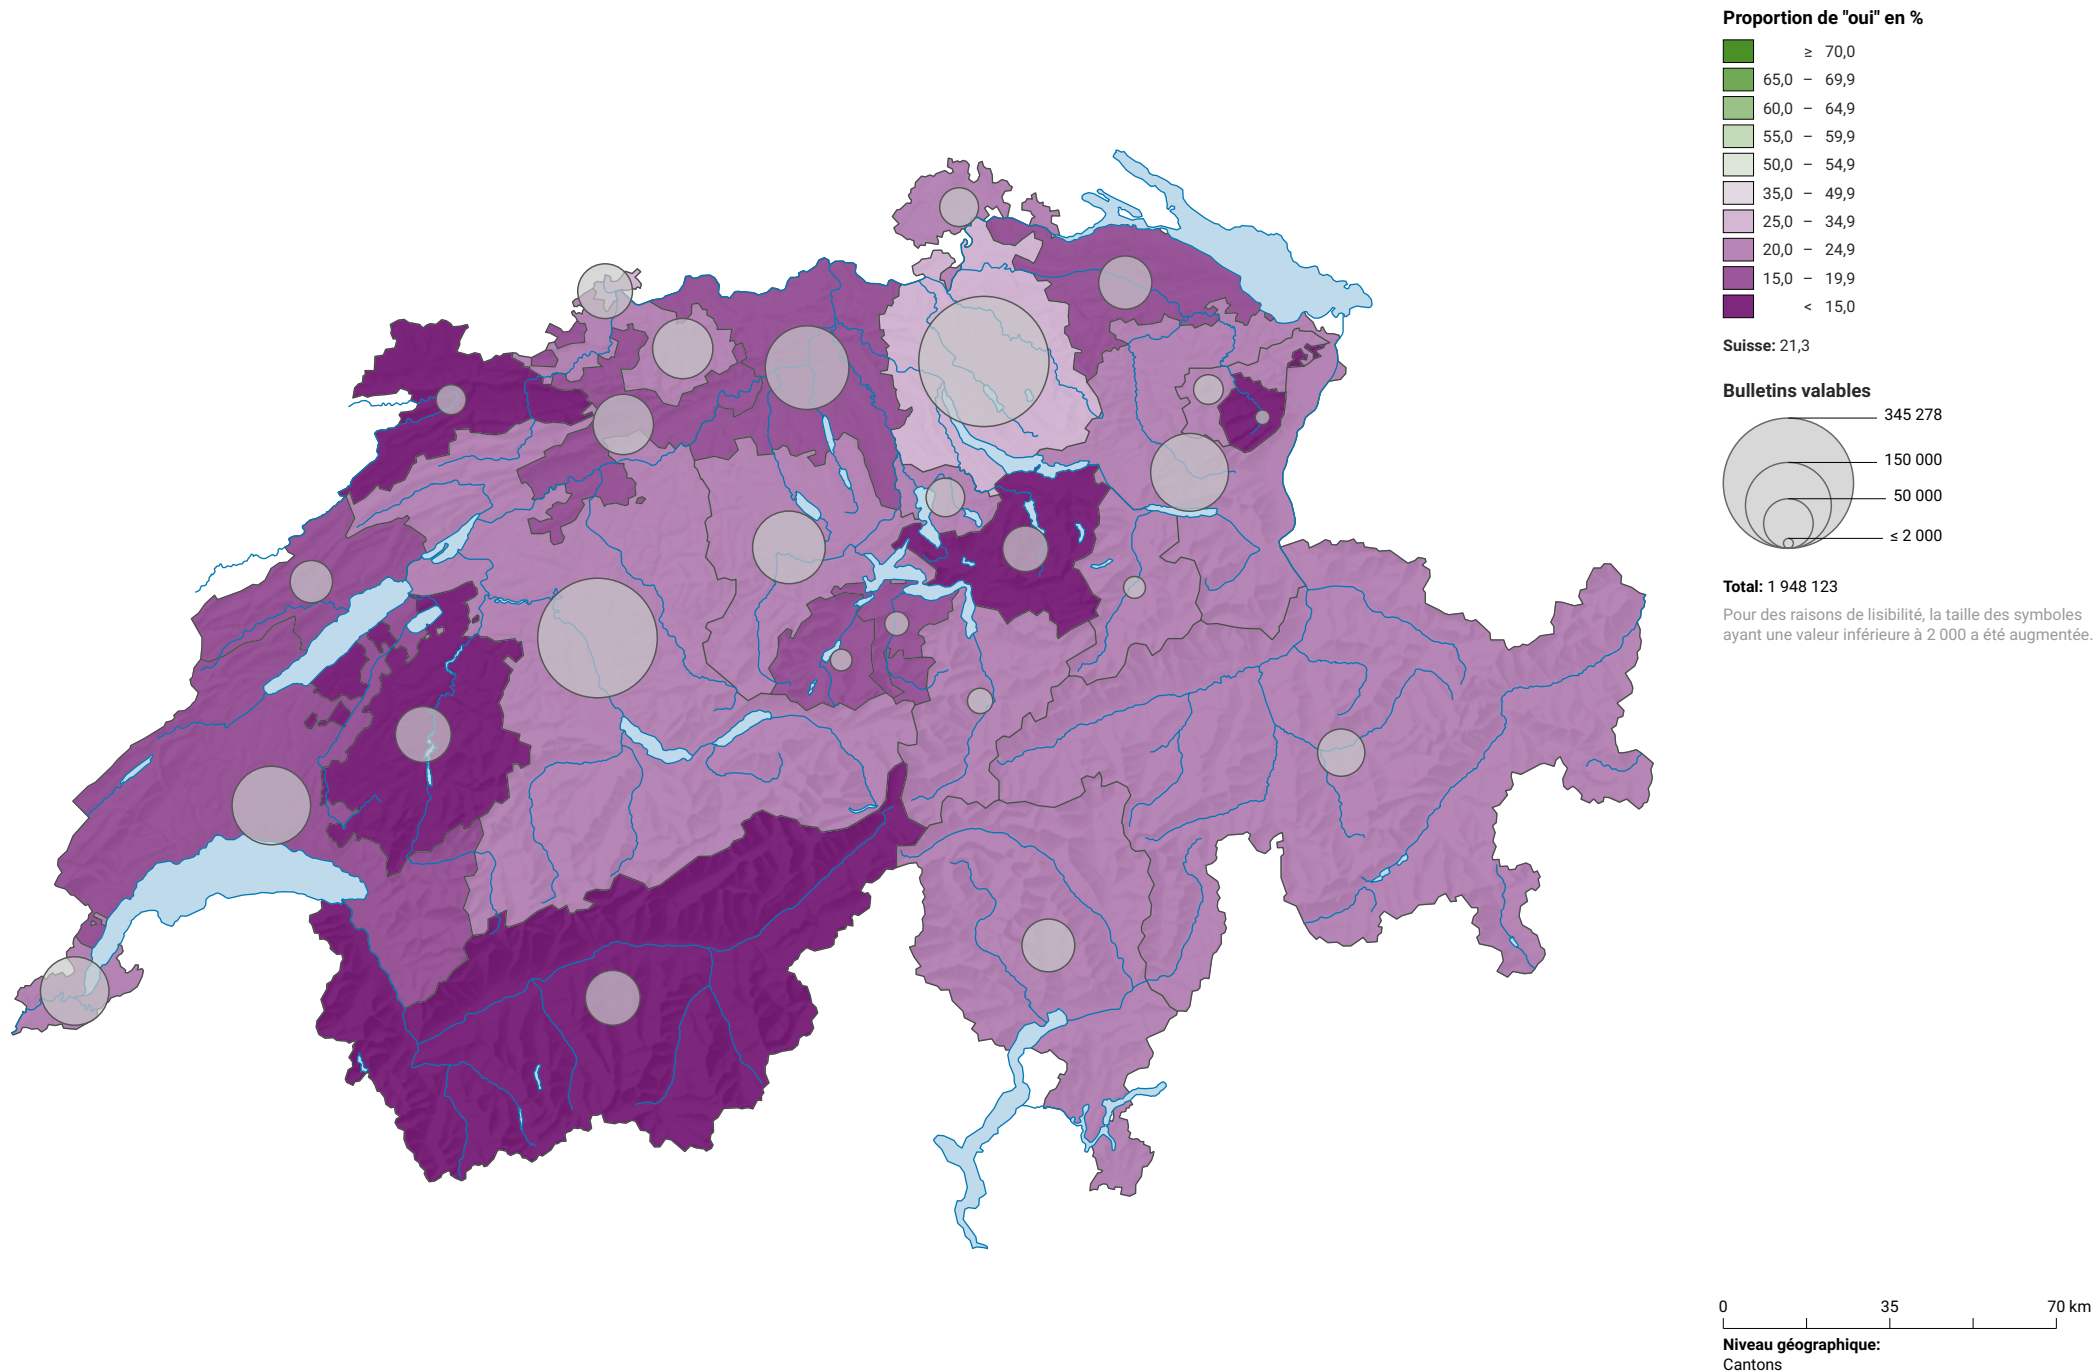 Proportion de "oui" en %
≥ 70,0
65,0 – 69,9
60,0 – 64,9
55,0 – 59,9
50,0 – 54,9
35,0 – 49,9
25,0 – 34,9
20,0 – 24,9
15,0 – 19,9
< 15,0
Suisse: 21,3
Bulletins valables
345 278
150 000
50 000
≤ 2 000
Total: 1 948 123
Pour des raisons de lisibilité, la taille des symboles
ayant une valeur inférieure à 2 000 a été augmentée.
0 35 70 km
Niveau géographique:
Cantons